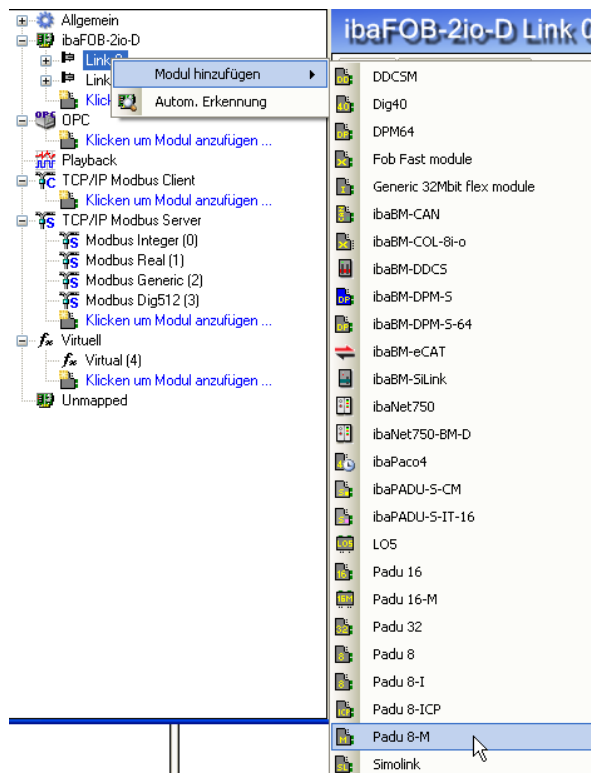 Allgemein
ibaFOB-2io-D
Link
Link
OPC
Klicken um Modul anzufügen ...
Playback
TCP/IP Modbus Client
Klicken um Modul anzufügen ...
TCP/IP Modbus Server
Modbus Integer (0)
Modbus Real (1)
Modbus Generic (2)
Modbus Dig512 (3)
Klicken um Modul anzufügen ...
Virtuell
Virtual (4)
Klicken um Modul anzufügen ...
Unmapped
Modul hinzufügen
Autom. Erkennung
ibaFOB-2io-D Link 0
DDCSM
Dig40
DPM64
Fob Fast module
Generic 32Mbit flex module
ibaBM-CAN
ibaBM-COL-8i-o
ibaBM-DDCS
ibaBM-DPM-S
ibaBM-DPM-S-64
ibaBM-eCAT
ibaBM-SiLink
ibaNet750
ibaNet750-BM-D
ibaPaco4
ibaPADU-S-CM
ibaPADU-S-IT-16
LO5
Padu 16
Padu 16-M
Padu 32
Padu 8
Padu 8-I
Padu 8-ICP
Padu 8-M
Simolink